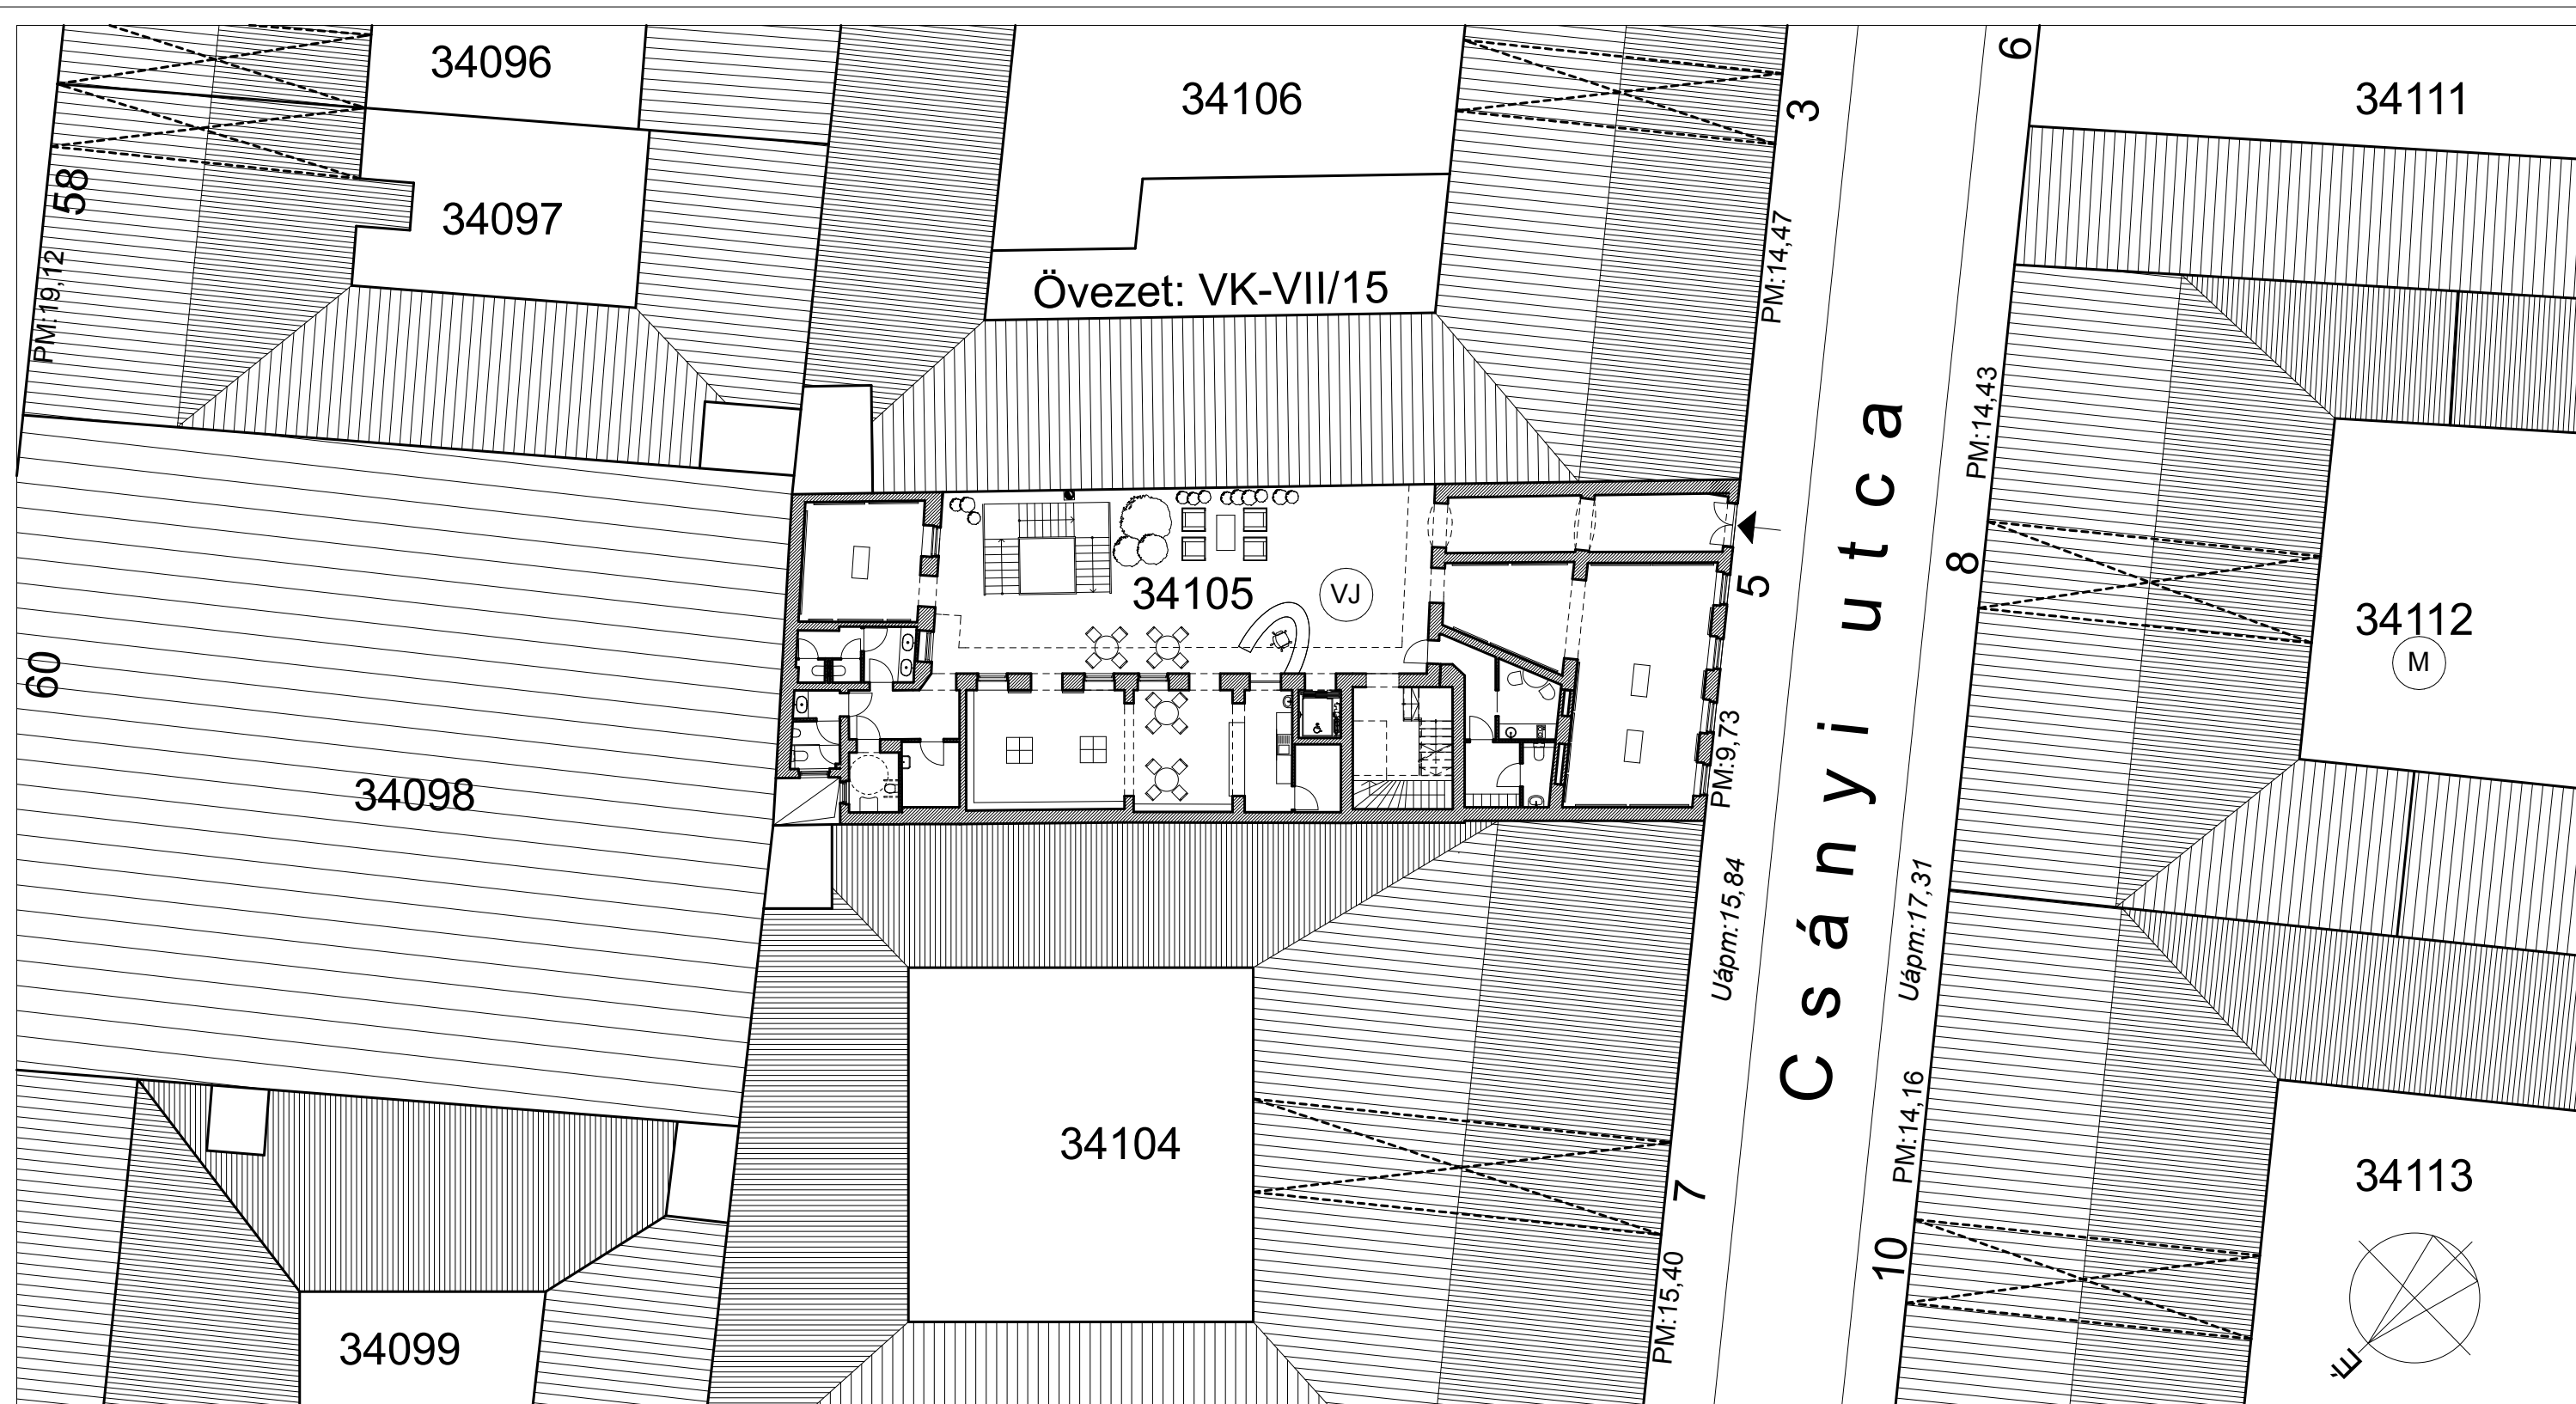 34096
34106
34111
6
3
58
34097
PM:14,47
PM:19,12
Övezet: VK-VII/15
PM:14,43
Csányi utca
34105
VJ
5
8
34112
M
60
34098
PM:9,73
Uápm:15,84
Uápm:17,31
34104
PM:14,16
34113
7
10
PM:15,40
34099
É